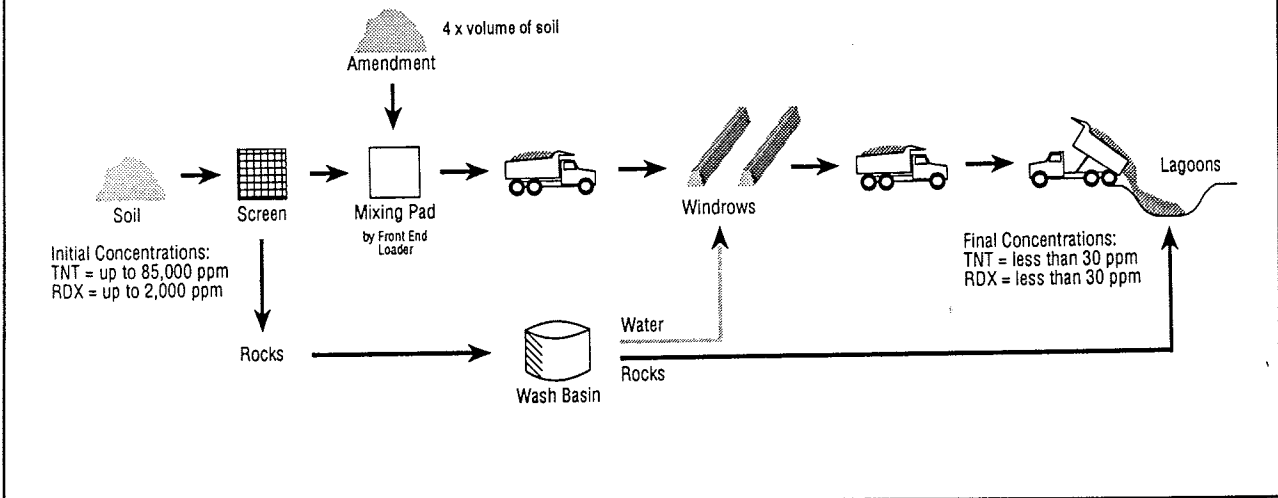 4 x volume of soil
Amendment
Soil
Screen
Mixing Pad
by Front End
Loader
Windrows
Lagoons
Initial Concentrations:
TNT = up to 85,000 ppm
RDX = up to 2,000 ppm
Final Concentrations:
TNT = less than 30 ppm
RDX = less than 30 ppm
Rocks
Water
Rocks
Wash Basin